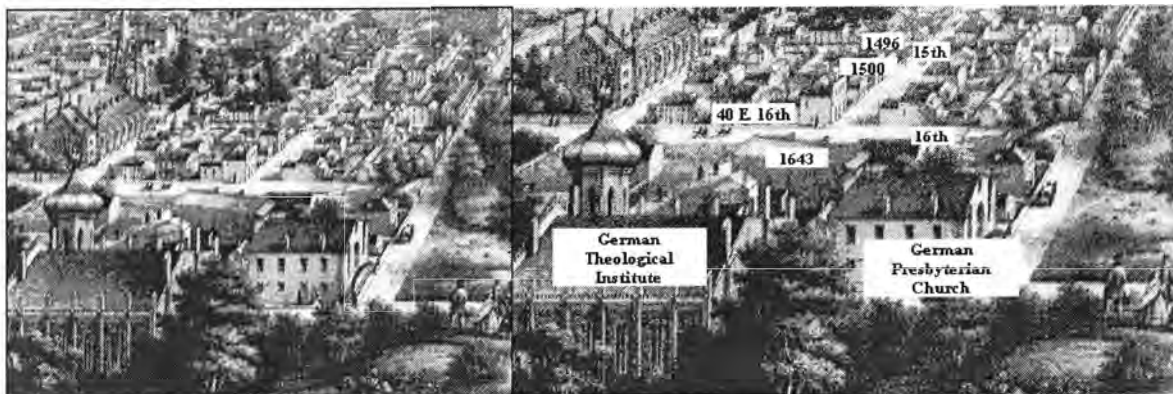 1496
15th
1500
40 E. 16th
16th
1643
German
Theological
Institute
German
Presbyterian
Church